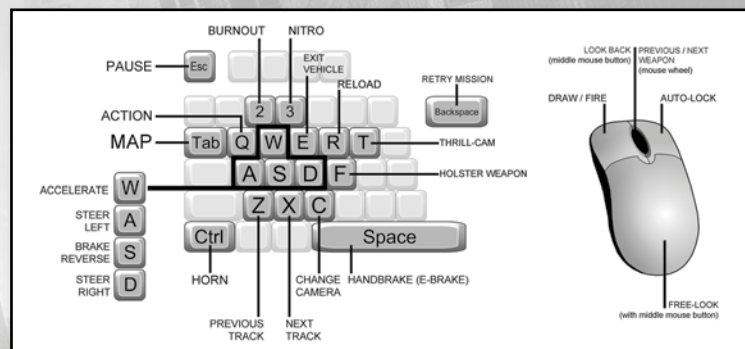 BURNOUT
NITRO
PAUSE
Esc
EXIT
VEHICLE
RELOAD
RETRY MISSION
Backspace
2
3
ACTION
MAP
Tab
Q
W
E
R
T
THRILL-CAM
A
S
D
F
HOLSTER WEAPON
ACCELERATE
W
STEER
LEFT
A
BRAKE
REVERSE
S
STEER
RIGHT
D
Z
X
C
Ctrl
Space
HORN
CHANGE
CAMERA
HANDBRAKE (E-BRAKE)
PREVIOUS
TRACK
NEXT
TRACK
LOOK BACK
(middle mouse button)
PREVIOUS / NEXT
WEAPON
(mouse wheel)
DRAW / FIRE
AUTO-LOCK
FREE-LOOK
(with middle mouse button)